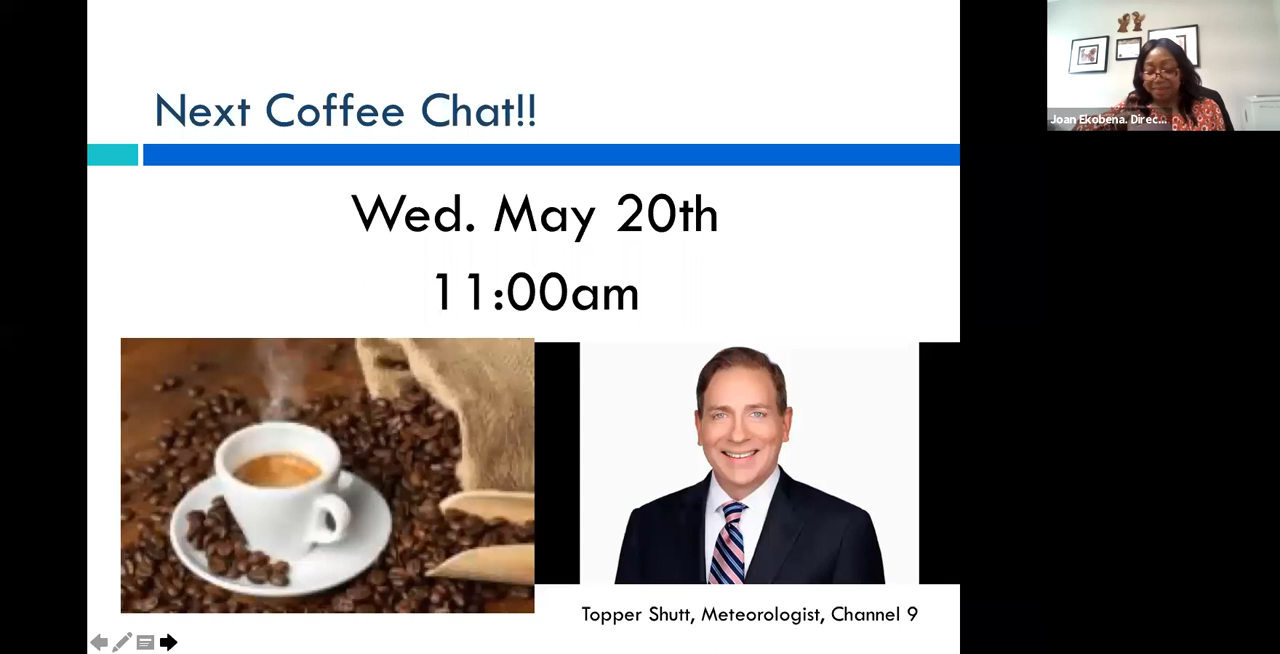 Next Coffee Chat!!
Wed. May 20th
11:00am
Topper Shutt, Meteorologist, Channel 9
Joan Ekobena. Direc...